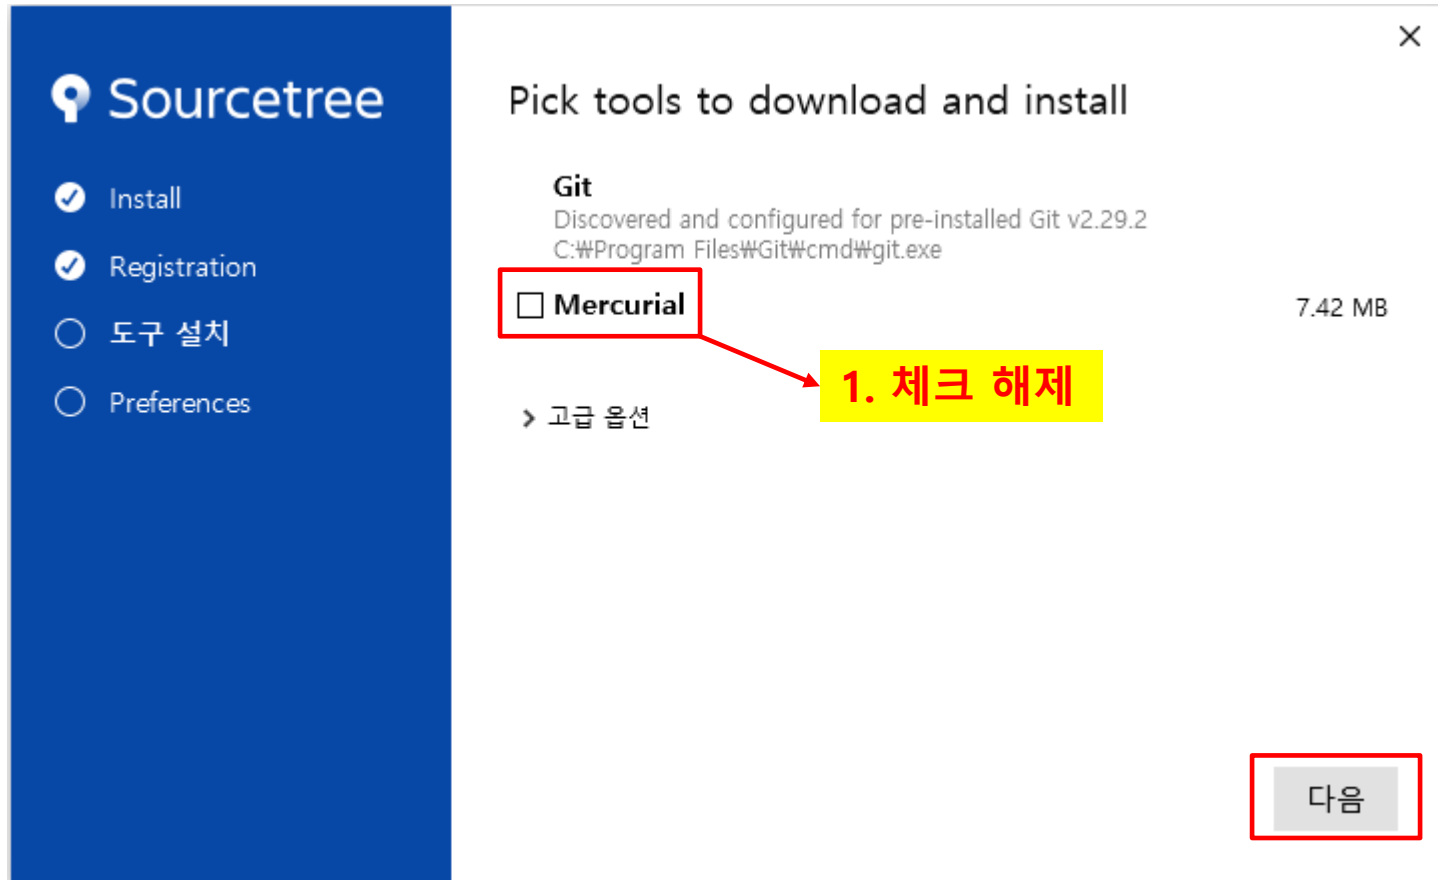 Sourcetree
Install
Registration
도구 설치
Preferences
Pick tools to download and install
Git
Discovered and configured for pre-installed Git v2.29.2
C:₩Program Files₩Git₩cmd₩git.exe
Mercurial
7.42 MB
1. 체크 해제
고급 옵션
다음